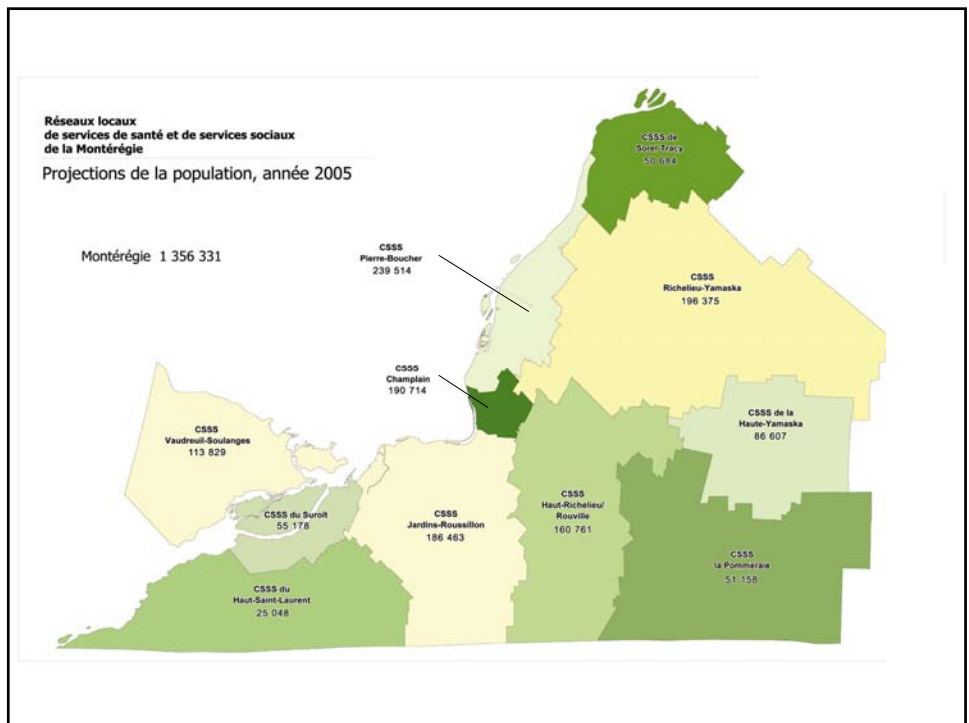 Réseaux locaux
de services de santé et de services sociaux
de la Montérégie
Projections de la population, année 2005
Montérégie 1 356 331
CSSS de
Sorel-Tracy
50 684
CSSS
Pierre-Boucher
239 514
CSSS
Richelieu-Yamaska
196 375
CSSS
Champlain
190 714
CSSS de la
Haute-Yamaska
86 607
CSSS
Vaudreuil-Soulanges
113 829
CSSS du Suroît
55 178
CSSS
Jardins-Roussillon
186 463
CSSS
Haut-Richelieu/
Rouville
160 761
CSSS
la Pommeraie
51 158
CSSS du
Haut-Saint-Laurent
25 048